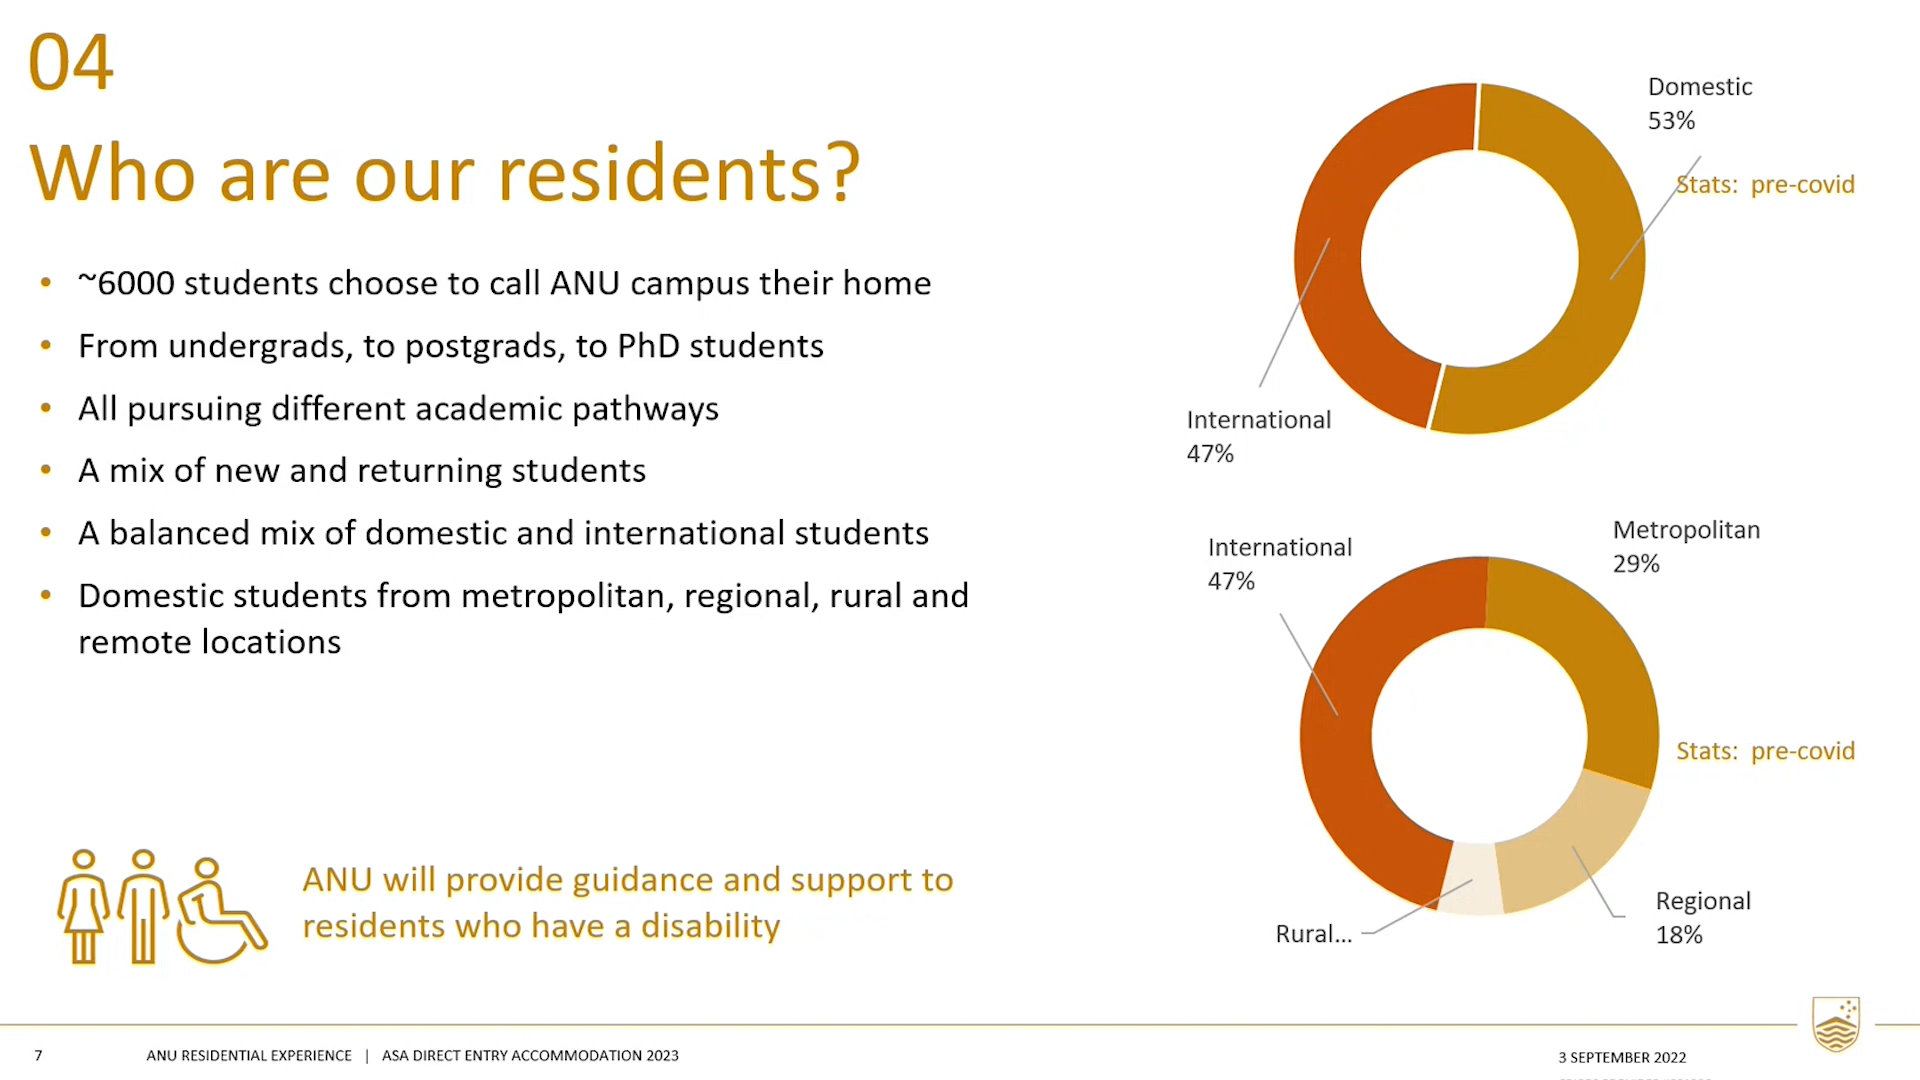 04
Who are our residents?
• ~6000 students choose to call ANU campus their home
• From undergrads, to postgrads, to PhD students
• All pursuing different academic pathways
• A mix of new and returning students
• A balanced mix of domestic and international students
• Domestic students from metropolitan, regional, rural and
remote locations
ANU will provide guidance and support to
residents who have a disability
Domestic
53%
Stats: pre-covid
International
47%
International
47%
Metropolitan
29%
Stats: pre-covid
Regional
18%
Rural...
7
ANU RESIDENTIAL EXPERIENCE | ASA DIRECT ENTRY ACCOMMODATION 2023
3 SEPTEMBER 2022